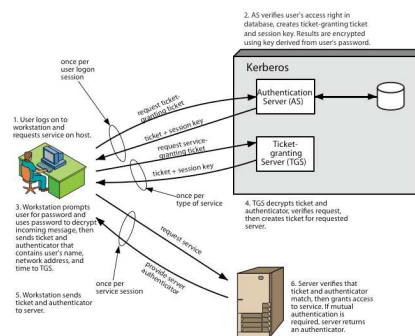 2. AS verifies user's access right in
database, creates ticket-granting ticket
and session key. Results are encrypted
using key derived from user's password.
once per
user logon
session
Kerberos
request ticket-
granting ticket
Authentication
Server (AS)
1. User logs on to
workstation and
requests service on host.
ticket + session key
request service-
granting ticket
Ticket-
granting
Server (TGS)
ticket + session key
once per
type of service
3. Workstation prompts
user for password and
uses password to decrypt
incoming message, then
sends ticket and
authenticator that
contains user's name,
network address, and
time to TGS.
4. TGS decrypts ticket and
authenticator, verifies request,
then creates ticket for requested
server.
request service
once per
service session
provide server
authenticator
5. Workstation sends
ticket and authenticator
to server.
6. Server verifies that
ticket and authenticator
match, then grants access
to service. If mutual
authentication is
required, server returns
an authenticator.